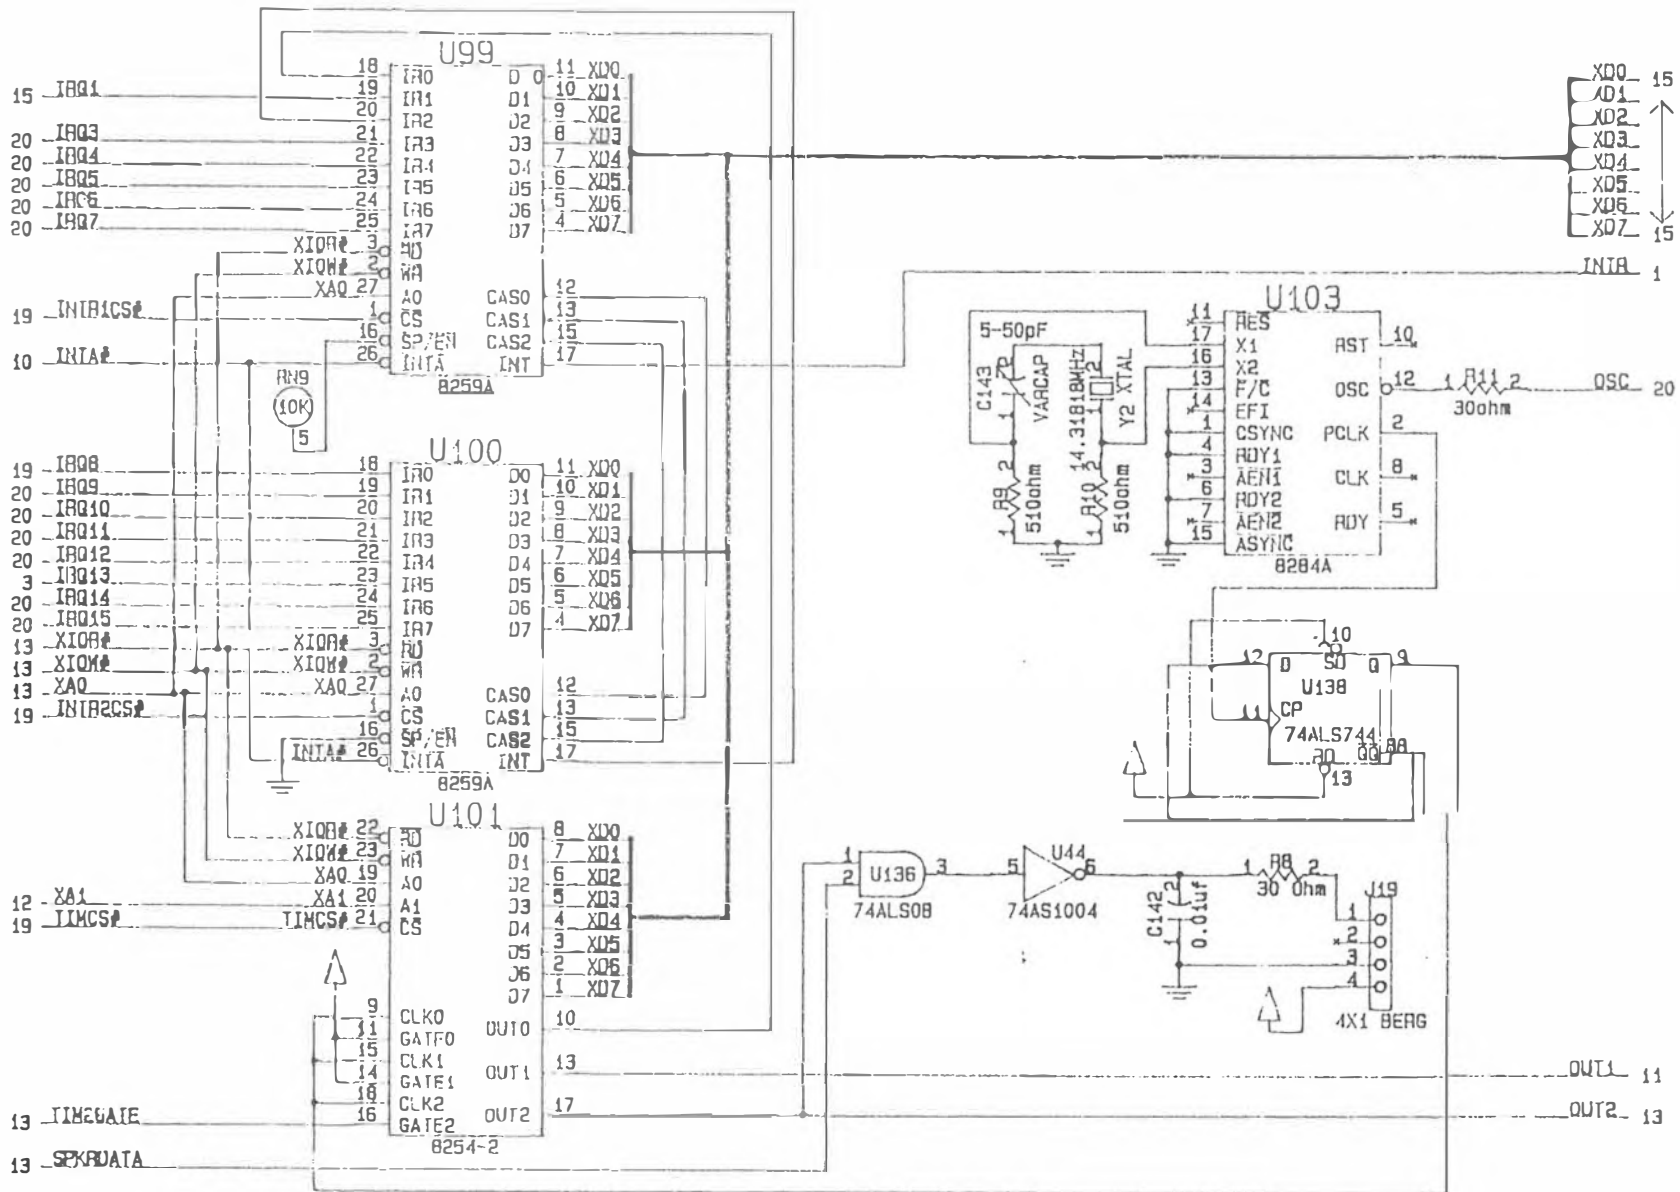 U99
18 IR0 D 0 11 XD0
15 IRQ1 19 IR1 D1 10 XD1
20 IR2 D2 9 XD2
20 IRQ3 21 IR3 D3 8 XD3
20 IRQ4 22 IR4 D4 7 XD4
20 IRQ5 23 IR5 D5 6 XD5
20 IRQ6 24 IR6 D6 5 XD6
20 IRQ7 25 IR7 D7 4 XD7
XIOR# 3 RD
XIOW# 2 WR
XA0 27 A0 CAS0 12
19 INTR1CS# 1 CS CAS1 13
16 SP/EN CAS2 15
10 INTA# 26 INTA INT 17
8259A
RN9
10K
5
XD0 15
XD1
XD2
XD3
XD4
XD5
XD6
XD7 15
INTR 1
U100
19 IRQ8 18 IR0 D0 11 XD0
20 IRQ9 19 IR1 D1 10 XD1
20 IRQ10 20 IR2 D2 9 XD2
20 IRQ11 21 IR3 D3 8 XD3
20 IRQ12 22 IR4 D4 7 XD4
3 IRQ13 23 IR5 D5 6 XD5
20 IRQ14 24 IR6 D6 5 XD6
20 IRQ15 25 IR7 D7 4 XD7
13 XIOR# XIOR# 3 RD
13 XIOW# XIOW# 2 WR
13 XA0 XA0 27 A0 CAS0 12
19 INTR2CS# 1 CS CAS1 13
16 SP/EN CAS2 15
INTA# 26 INTA INT 17
8259A
U103
11 RES
17 X1 RST 10
16 X2
13 F/C OSC 12 1 R11 2 OSC 20
30ohm
14 EFI
1 CSYNC PCLK 2
4 RDY1
3 AEN1 CLK 8
6 RDY2
7 AEN2 RDY 5
15 ASYNC
8284A
5-50pF
C143 2 1 VARCAP
14.31818MHz
2 1 Y2 XTAL
R9 2 1 510ohm
R10 2 1 510ohm
10
12 D SD Q 9
U138
11 CP
74ALS744
RD
13
U101
XIOR# 22 RD D0 8 XD0
XIOW# 23 WR D1 7 XD1
XA0 19 A0 D2 6 XD2
12 XA1 XA1 20 A1 D3 5 XD3
19 TIMCS# TIMCS# 21 CS D4 4 XD4
D5 3 XD5
D6 2 XD6
D7 1 XD7
9 CLK0 OUT0 10
11 GATE0
15 CLK1 OUT1 13 OUT1 11
14 GATE1
18 CLK2
16 GATE2 OUT2 17 OUT2 13
13 TIM2GATE
8254-2
13 SPKRDATA
1 2 U136 3
74ALS08
5 U44 6
74AS1004
C142 2 1 0.01uf
1 R8 2
30 Ohm
J19
1
2
3
4
4X1 BERG